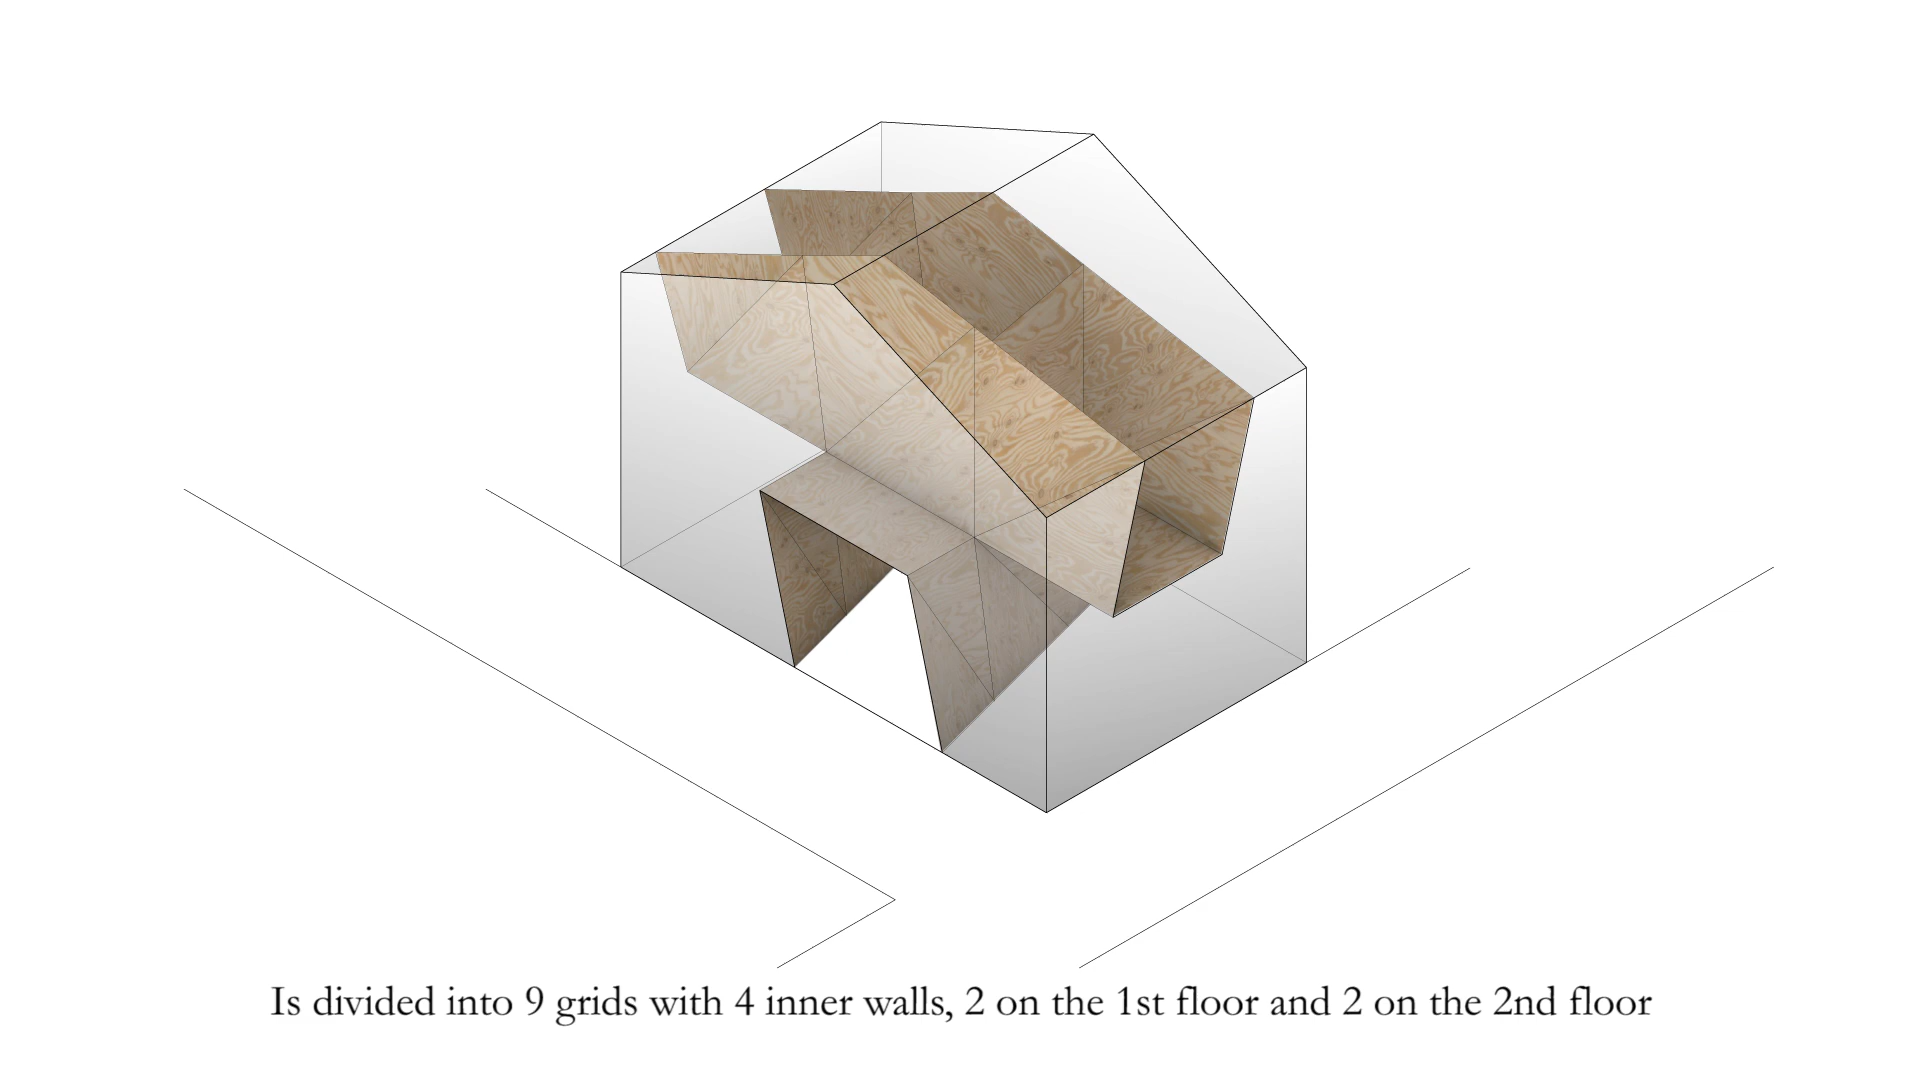 Is divided into 9 grids with 4 inner walls, 2 on the 1st floor and 2 on the 2nd floor